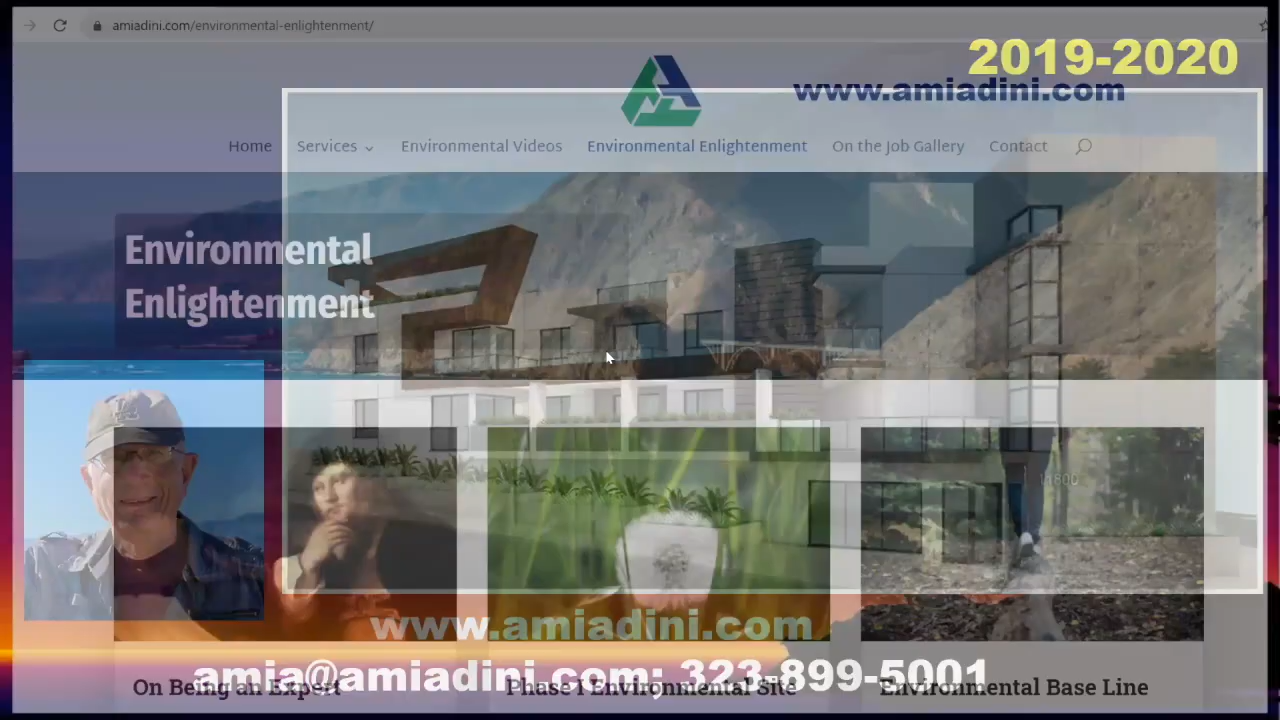 amiadini.com/environmental-enlightenment/
2019-2020
www.amiadini.com
Home Services Environmental Videos Environmental Enlightenment On the Job Gallery Contact
Environmental
Enlightenment
11800
www.amiadini.com
amia@amiadini.com; 323-899-5001
On Being an Expert Phase I Environmental Site Environmental Base Line